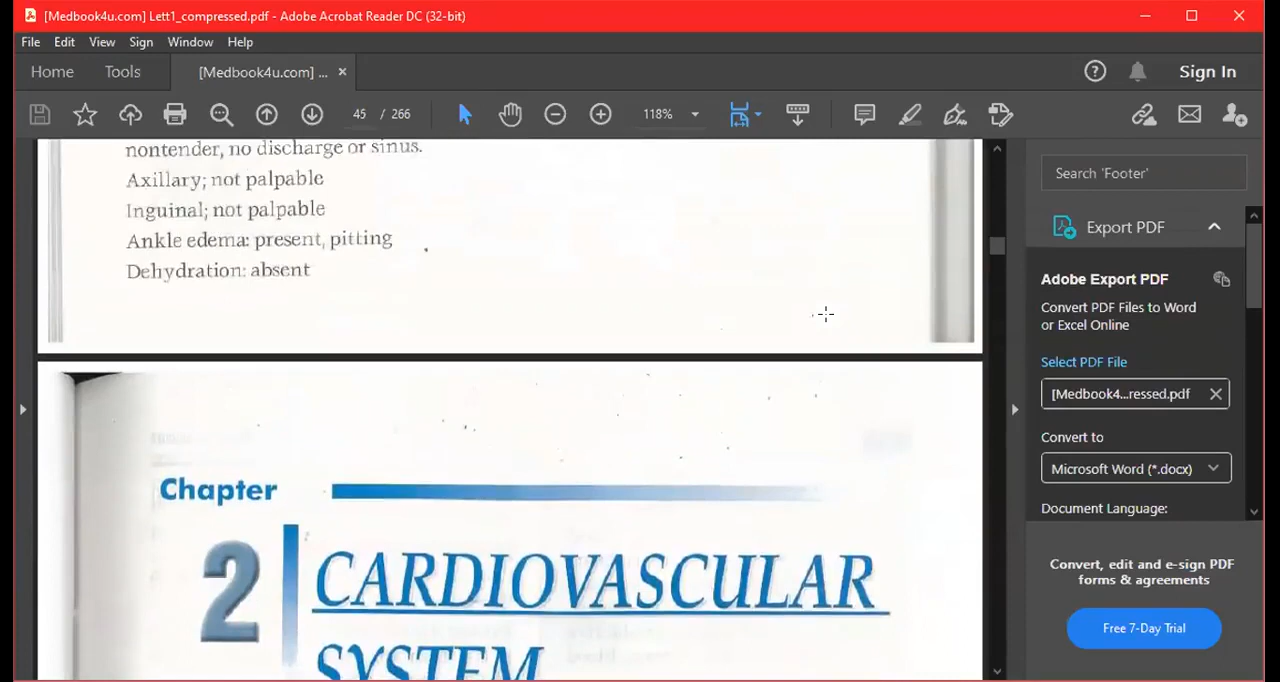 [Medbook4u.com] Lett1_compressed.pdf - Adobe Acrobat Reader DC (32-bit)
File Edit View Sign Window Help
Home Tools [Medbook4u.com] ... ×
Sign In
45 / 266 118%
nontender, no discharge or sinus.
Axillary; not palpable
Inguinal; not palpable
Ankle edema: present, pitting
Dehydration: absent
Chapter
2 CARDIOVASCULAR
SYSTEM
Search 'Footer'
Export PDF
Adobe Export PDF
Convert PDF Files to Word
or Excel Online
Select PDF File
[Medbook4...ressed.pdf
Convert to
Microsoft Word (*.docx)
Document Language:
Convert, edit and e-sign PDF
forms & agreements
Free 7-Day Trial